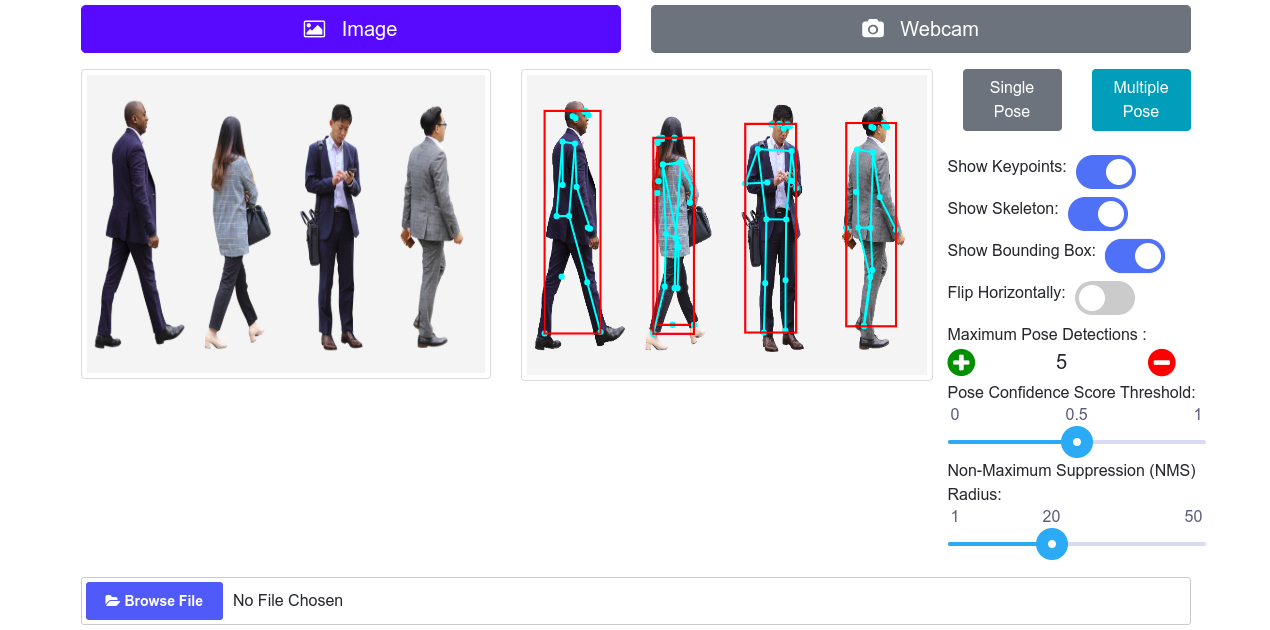 Image
Webcam
Single
Pose
Multiple
Pose
Show Keypoints:
Show Skeleton:
Show Bounding Box:
Flip Horizontally:
Maximum Pose Detections :
5
Pose Confidence Score Threshold:
0 0.5 1
Non-Maximum Suppression (NMS)
Radius:
1 20 50
Browse File No File Chosen